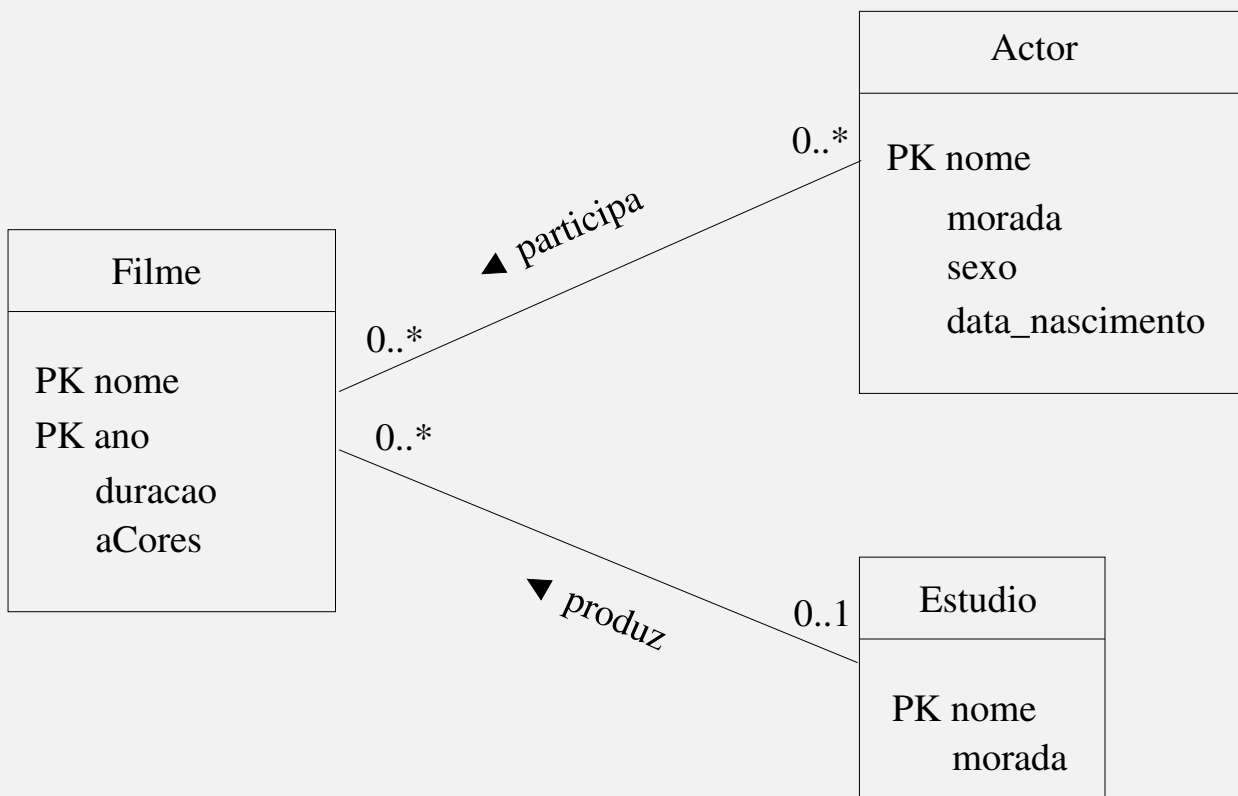 Actor
PK nome
morada
sexo
data_nascimento
0..*
participa
0..*
Filme
PK nome
PK ano
duracao
aCores
0..*
produz
0..1
Estudio
PK nome
morada